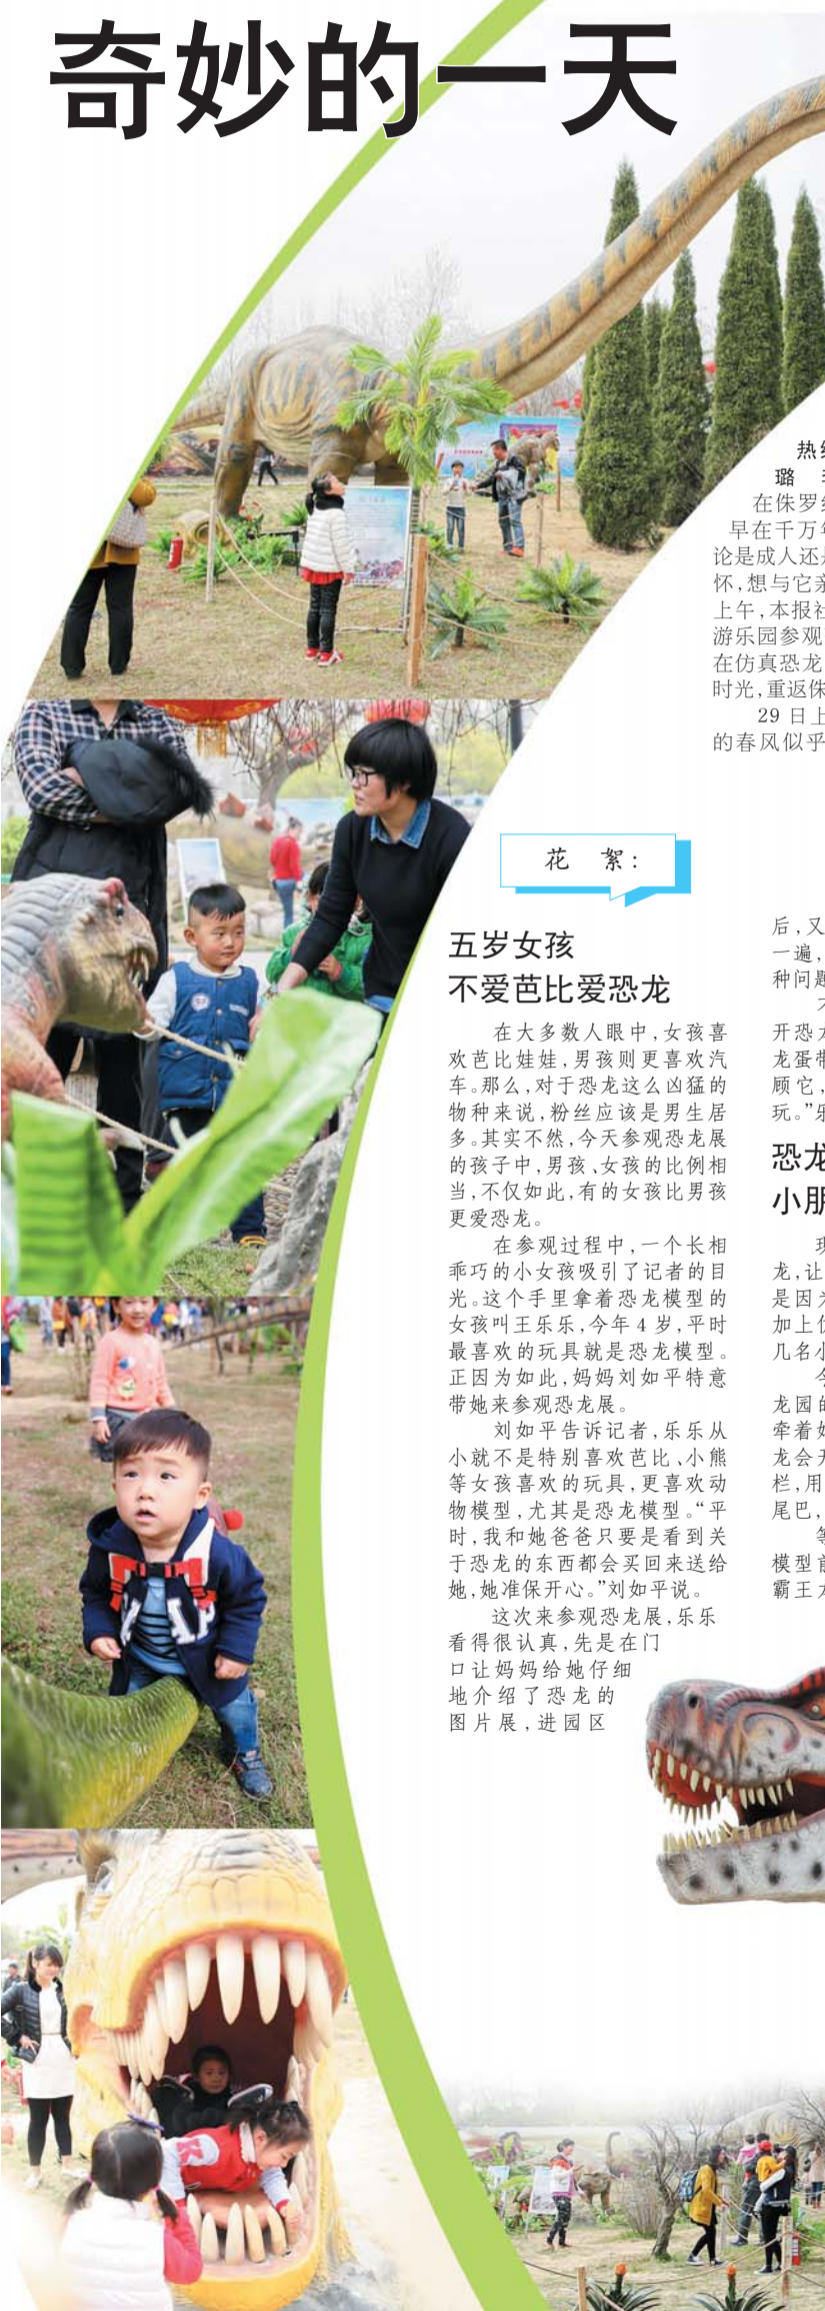 奇妙的一天
热
璐
在侏罗
早在千万
论是成人还
怀,想与它亲
上午,本报社
游乐园参观
在仿真恐龙
时光,重返侏
29日上
的春风似乎
花 絮:
五岁女孩
不爱芭比爱恐龙
在大多数人眼中,女孩喜
欢芭比娃娃,男孩则更喜欢汽
车。那么,对于恐龙这么凶猛的
物种来说,粉丝应该是男生居
多。其实不然,今天参观恐龙展
的孩子中,男孩、女孩的比例相
当,不仅如此,有的女孩比男孩
更爱恐龙。
在参观过程中,一个长相
乖巧的小女孩吸引了记者的目
光。这个手里拿着恐龙模型的
女孩叫王乐乐,今年4岁,平时
最喜欢的玩具就是恐龙模型。
正因为如此,妈妈刘如平特意
带她来参观恐龙展。
刘如平告诉记者,乐乐从
小就不是特别喜欢芭比、小熊
等女孩喜欢的玩具,更喜欢动
物模型,尤其是恐龙模型。“平
时,我和她爸爸只要是看到关
于恐龙的东西都会买回来送给
她,她准保开心。”刘如平说。
这次来参观恐龙展,乐乐
看得很认真,先是在门
口让妈妈给她仔细
地介绍了恐龙的
图片展,进园区
后,又
一遍,
种问题
开恐龙
龙蛋带
顾它,
玩。”乐
恐龙
小朋
龙,让
是因为
加上仿
几名小
今
龙园的
牵着妈
龙会天
栏,用
尾巴,
等
模型前
霸王龙